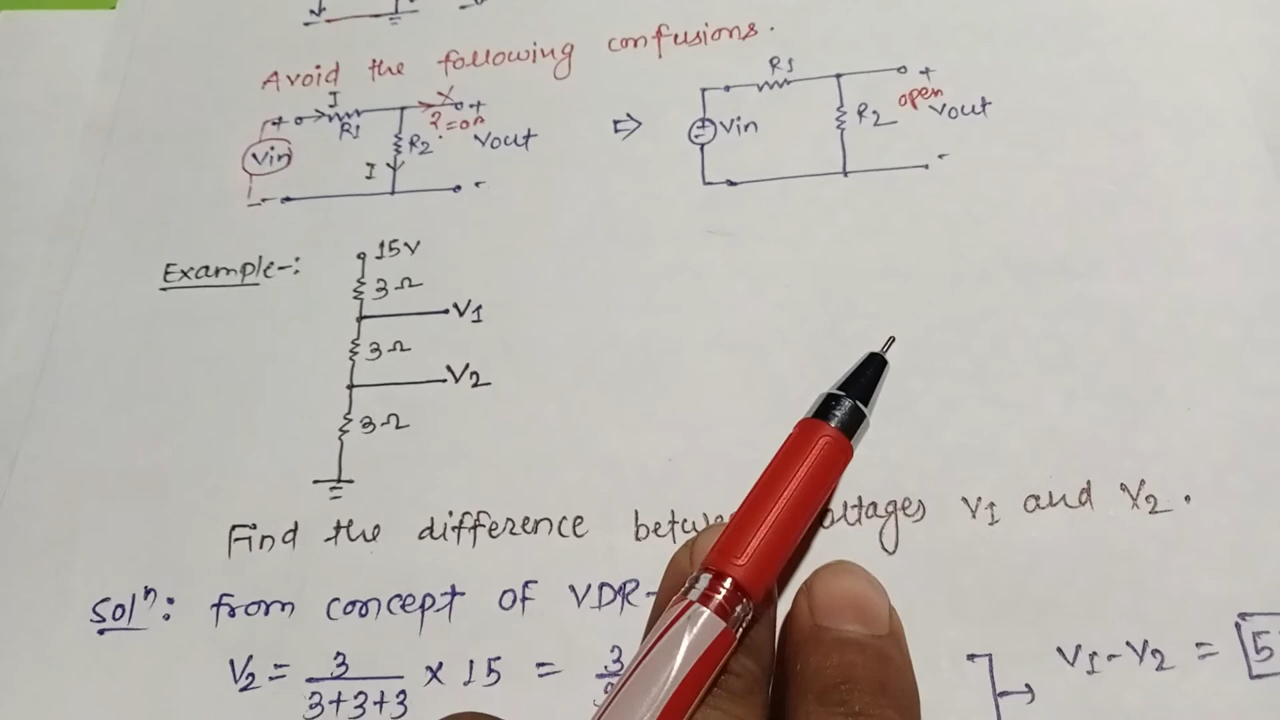 Avoid the following confusions.
I
R1
+
Vin
-
R2
I
+
Vout
-
⇒
Vin
R1
R2
open
+
Vout
-
Example-:
15V
3Ω
V1
3Ω
V2
3Ω
Find the difference voltages V1 and V2.
Solⁿ: from concept of VDR-
V2 = 3/(3+3+3) × 15 = 3
V1-V2 = 5